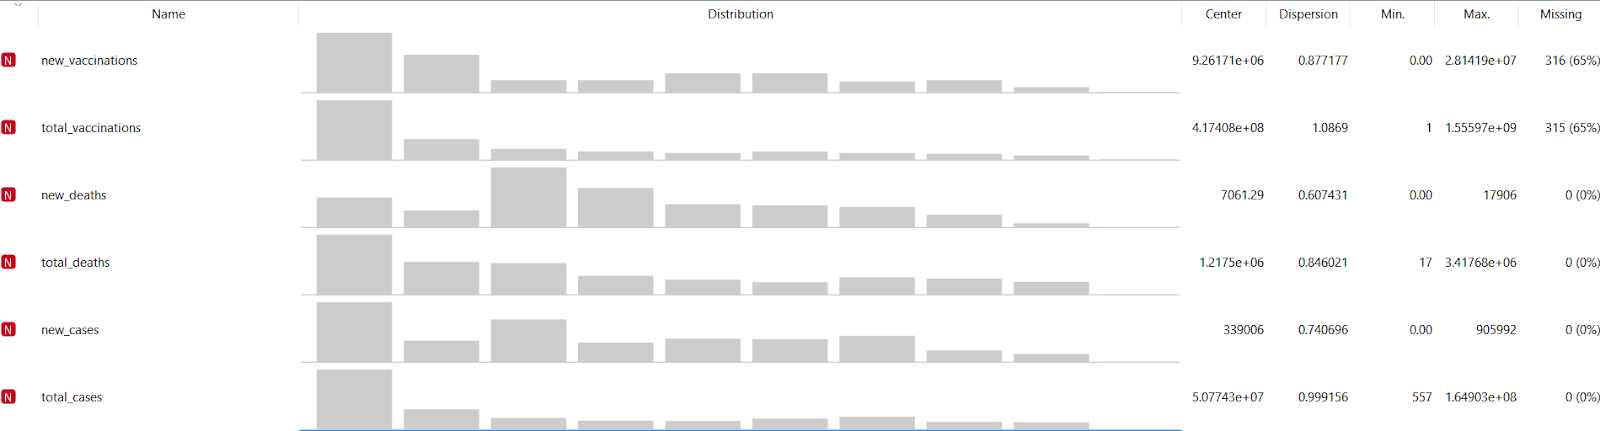 Name Distribution Center Dispersion Min. Max. Missing
N new_vaccinations 9.26171e+06 0.877177 0.00 2.81419e+07 316 (65%)
N total_vaccinations 4.17408e+08 1.0869 1 1.55597e+09 315 (65%)
N new_deaths 7061.29 0.607431 0.00 17906 0 (0%)
N total_deaths 1.2175e+06 0.846021 17 3.41768e+06 0 (0%)
N new_cases 339006 0.740696 0.00 905992 0 (0%)
N total_cases 5.07743e+07 0.999156 557 1.64903e+08 0 (0%)